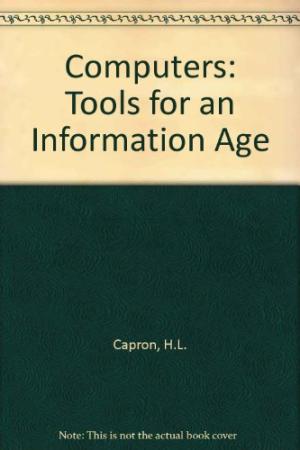 Computers:
Tools for an
Information Age
Capron, H.L.
Note: This is not the actual book cover